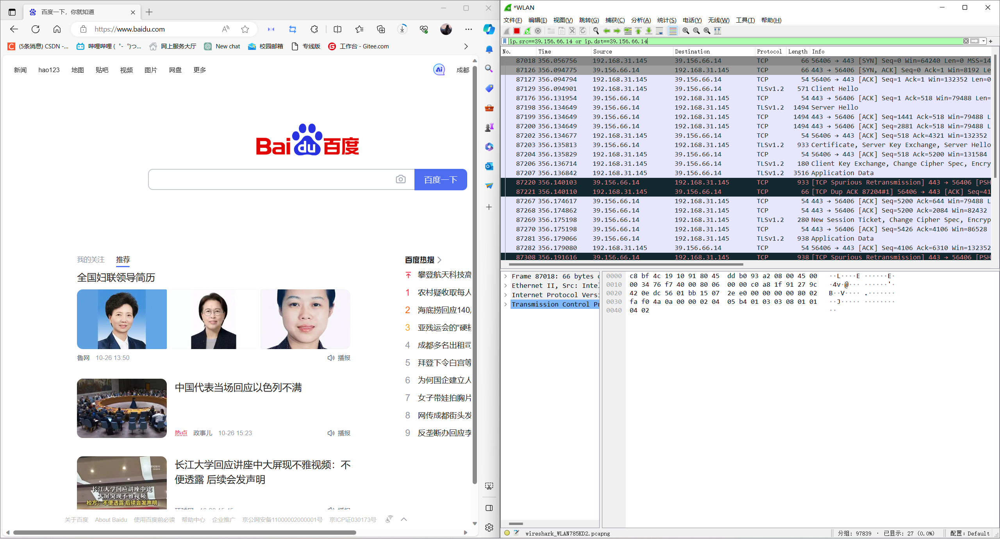 百度一下，你就知道
https://www.baidu.com
(5条消息) CSDN -...
哔哩哔哩 ( ゜- ゜)つ...
网上服务大厅
New chat
校园邮箱
专线版
工作台 - Gitee.com
新闻 hao123 地图 贴吧 视频 图片 网盘 更多
Ai 成都
Bai du 百度
百度一下
我的关注 推荐
全国妇联领导简历
鲁网 10-26 13:50 播报
中国代表当场回应以色列不满
热点 政事儿 10-26 15:23 播报
长江大学回应讲座中大屏现不雅视频：不
便透露 后续会发声明
长江大学回应讲座中途
大屏突现不雅视频
校方：不便透露 后续会发声明
百度热搜
攀登航天科技高
1 农村疑收取每人
2 海底捞回应140
3 亚残运会的“硬核
4 成都多名出租司
5 拜登下令白宫等
6 为何国企建立人
7 女子带娃拍胸片
8 网传成都街头发
9 反垄断办回应李
关于百度 About Baidu 使用百度前必读 帮助中心 企业推广 京公网安备11000002000001号 京ICP证030173号
*WLAN
文件(F) 编辑(E) 视图(V) 跳转(G) 捕获(C) 分析(A) 统计(S) 电话(Y) 无线(W) 工具(T) 帮助(H)
ip.src==39.156.66.14 or ip.dst==39.156.66.14
No. Time Source Destination Protocol Length Info
87018 356.056756 192.168.31.145 39.156.66.14 TCP 66 56406 → 443 [SYN] Seq=0 Win=64240 Len=0 MSS=14
87126 356.094775 39.156.66.14 192.168.31.145 TCP 66 443 → 56406 [SYN, ACK] Seq=0 Ack=1 Win=8192 Le
87127 356.094794 192.168.31.145 39.156.66.14 TCP 54 56406 → 443 [ACK] Seq=1 Ack=1 Win=132352 Len=0
87129 356.094901 192.168.31.145 39.156.66.14 TLSv1.2 571 Client Hello
87176 356.131954 39.156.66.14 192.168.31.145 TCP 54 443 → 56406 [ACK] Seq=1 Ack=518 Win=79488 Len=
87198 356.134649 39.156.66.14 192.168.31.145 TLSv1.2 1494 Server Hello
87199 356.134649 39.156.66.14 192.168.31.145 TCP 1494 443 → 56406 [ACK] Seq=1441 Ack=518 Win=79488 L
87200 356.134649 39.156.66.14 192.168.31.145 TCP 1494 443 → 56406 [ACK] Seq=2881 Ack=518 Win=79488 L
87202 356.134677 192.168.31.145 39.156.66.14 TCP 54 56406 → 443 [ACK] Seq=518 Ack=4321 Win=132352
87203 356.135813 39.156.66.14 192.168.31.145 TLSv1.2 933 Certificate, Server Key Exchange, Server Hello
87204 356.135829 192.168.31.145 39.156.66.14 TCP 54 56406 → 443 [ACK] Seq=518 Ack=5200 Win=131584
87206 356.136714 192.168.31.145 39.156.66.14 TLSv1.2 180 Client Key Exchange, Change Cipher Spec, Encry
87207 356.136842 192.168.31.145 39.156.66.14 TLSv1.2 3516 Application Data
87220 356.140103 39.156.66.14 192.168.31.145 TCP 933 [TCP Spurious Retransmission] 443 → 56406 [PSH
87221 356.140110 192.168.31.145 39.156.66.14 TCP 66 [TCP Dup ACK 87204#1] 56406 → 443 [ACK] Seq=41
87267 356.174617 39.156.66.14 192.168.31.145 TCP 54 443 → 56406 [ACK] Seq=5200 Ack=644 Win=79488 L
87268 356.174862 39.156.66.14 192.168.31.145 TCP 54 443 → 56406 [ACK] Seq=5200 Ack=2084 Win=82432
87269 356.175198 39.156.66.14 192.168.31.145 TLSv1.2 280 New Session Ticket, Change Cipher Spec, Encryp
87270 356.175198 39.156.66.14 192.168.31.145 TCP 54 443 → 56406 [ACK] Seq=5426 Ack=4106 Win=86528
87281 356.179066 39.156.66.14 192.168.31.145 TLSv1.2 938 Application Data
87282 356.179080 192.168.31.145 39.156.66.14 TCP 54 56406 → 443 [ACK] Seq=4106 Ack=6310 Win=132352
87308 356.191616 39.156.66.14 192.168.31.145 TCP 938 [TCP Spurious Retransmission] 443 → 56406 [PSH
Frame 87018: 66 bytes
Ethernet II, Src: Intel
Internet Protocol Versi
Transmission Control Pr
0000 c8 bf 4c 19 10 91 80 45 dd b0 93 a2 08 00 45 00 ··L····E ······E·
0010 00 34 76 f7 40 00 80 06 00 00 c0 a8 1f 91 27 9c ·4v·@··· ······'·
0020 42 0e dc 56 01 bb 15 07 2e e0 00 00 00 00 80 02 B··V···· .·······
0030 fa f0 4a 0a 00 00 02 04 05 b4 01 03 03 08 01 01 ··J····· ········
0040 04 02 ··
wireshark_WLAN785KD2.pcapng
分组: 97839 · 已显示: 27 (0.0%)
配置: Default